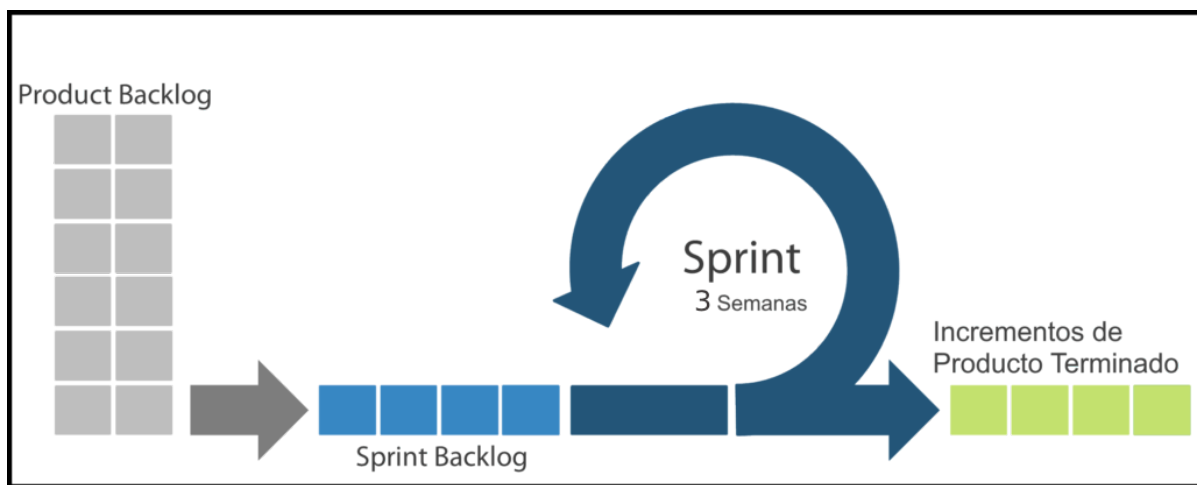 Product Backlog
Sprint
3 Semanas
Incrementos de
Producto Terminado
Sprint Backlog